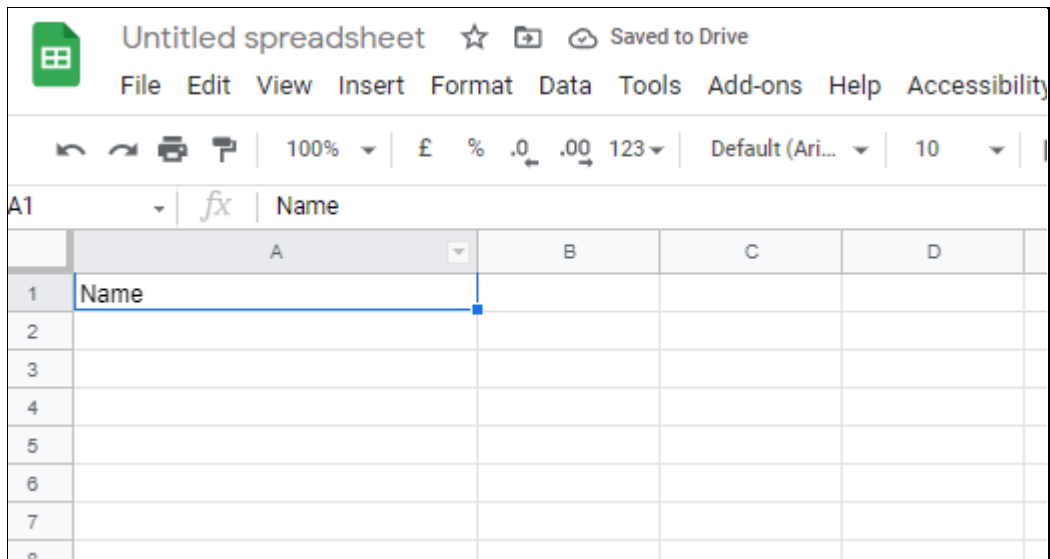 Untitled spreadsheet Saved to Drive
File Edit View Insert Format Data Tools Add-ons Help Accessibility
100% £ % .0 .00 123 Default (Ari... 10
A1 fx Name
A B C D
1 Name
2
3
4
5
6
7